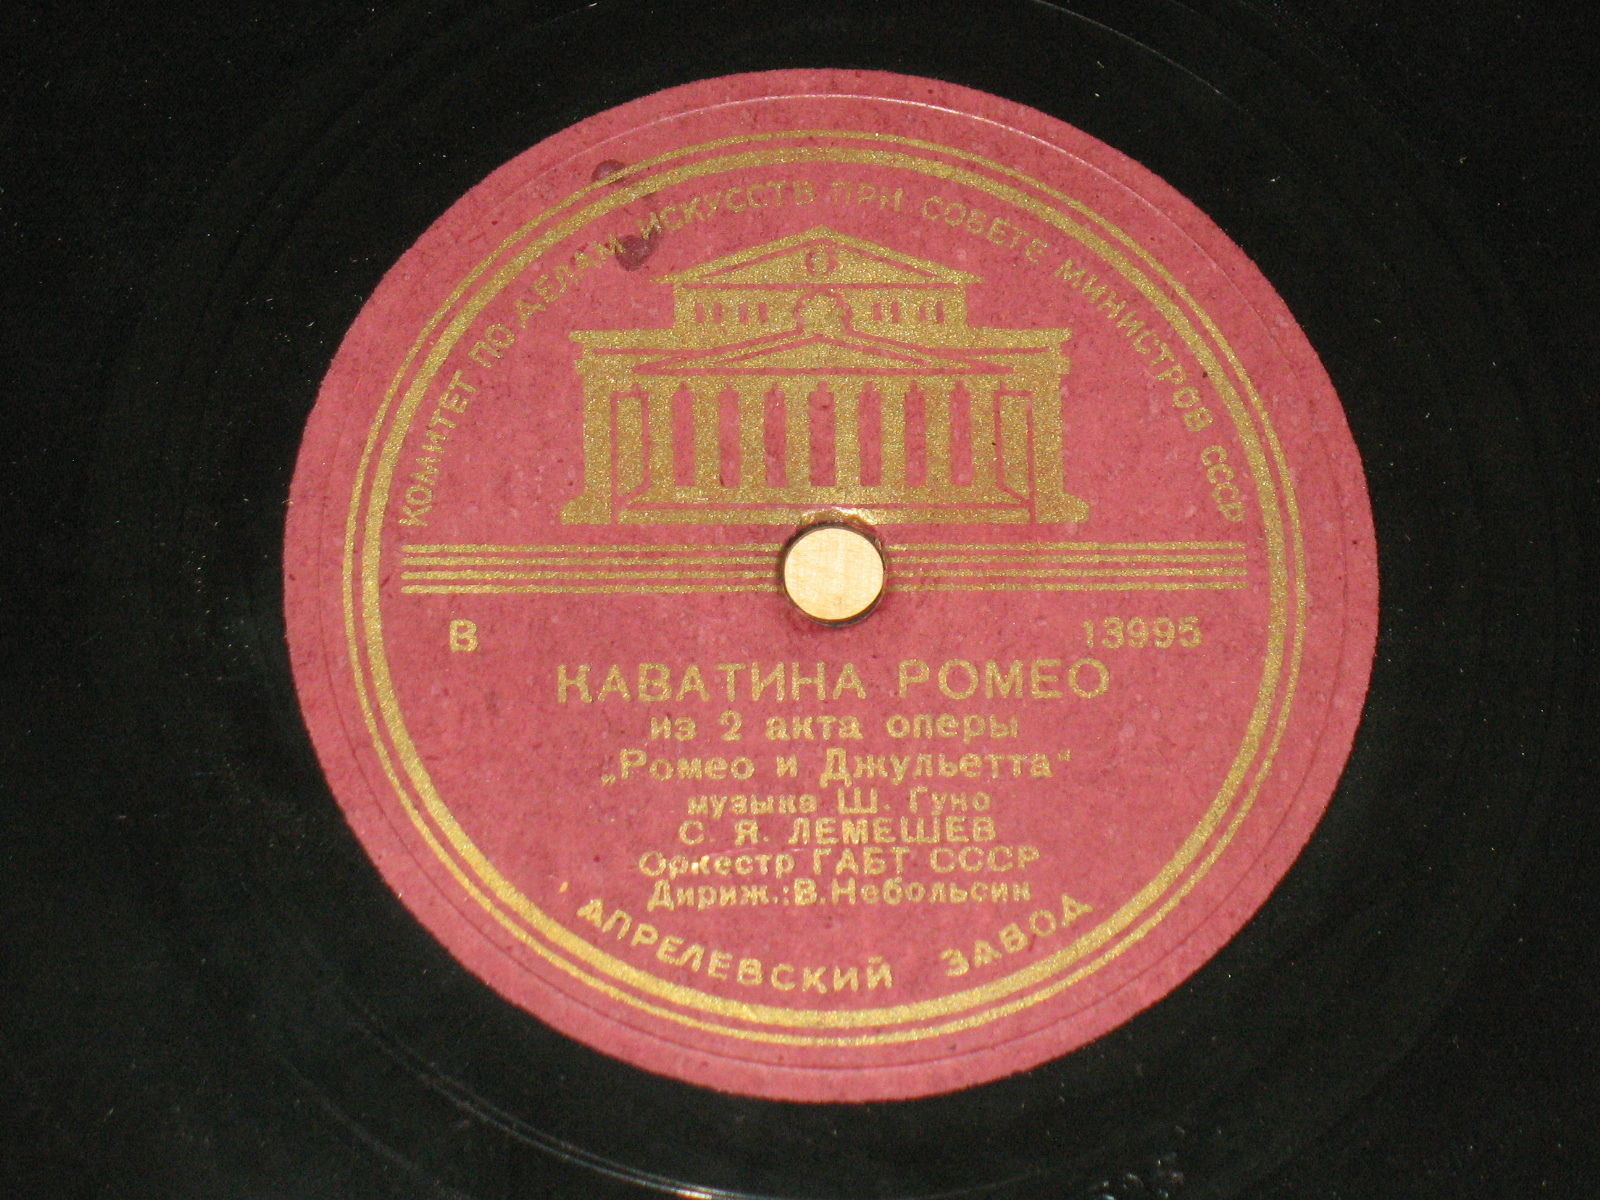 КОМИТЕТ ПО ДЕЛАМ ИСКУССТВ ПРИ СОВЕТЕ МИНИСТРОВ СССР
В 13995
КАВАТИНА РОМЕО
из 2 акта оперы
„Ромео и Джульетта“
музыка Ш. Гуно
С. Я. ЛЕМЕШЕВ
Оркестр ГАБТ СССР
Дириж.: В. Небольсин
АПРЕЛЕВСКИЙ ЗАВОД